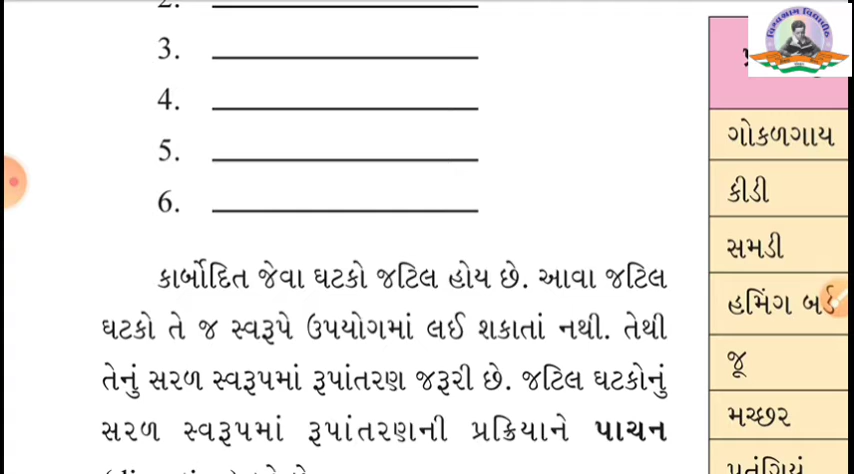 3.
4.
5.
6.
કાર્બોદિત જેવા ઘટકો જટિલ હોય છે. આવા જટિલ
ઘટકો તે જ સ્વરૂપે ઉપયોગમાં લઈ શકાતાં નથી. તેથી
તેનું સરળ સ્વરૂપમાં રૂપાંતરણ જરૂરી છે. જટિલ ઘટકોનું
સરળ સ્વરૂપમાં રૂપાંતરણની પ્રક્રિયાને પાચન
ગોકળગાય
કીડી
સમડી
હમિંગ બર્ડ
જૂ
મચ્છર
પતંગિયું